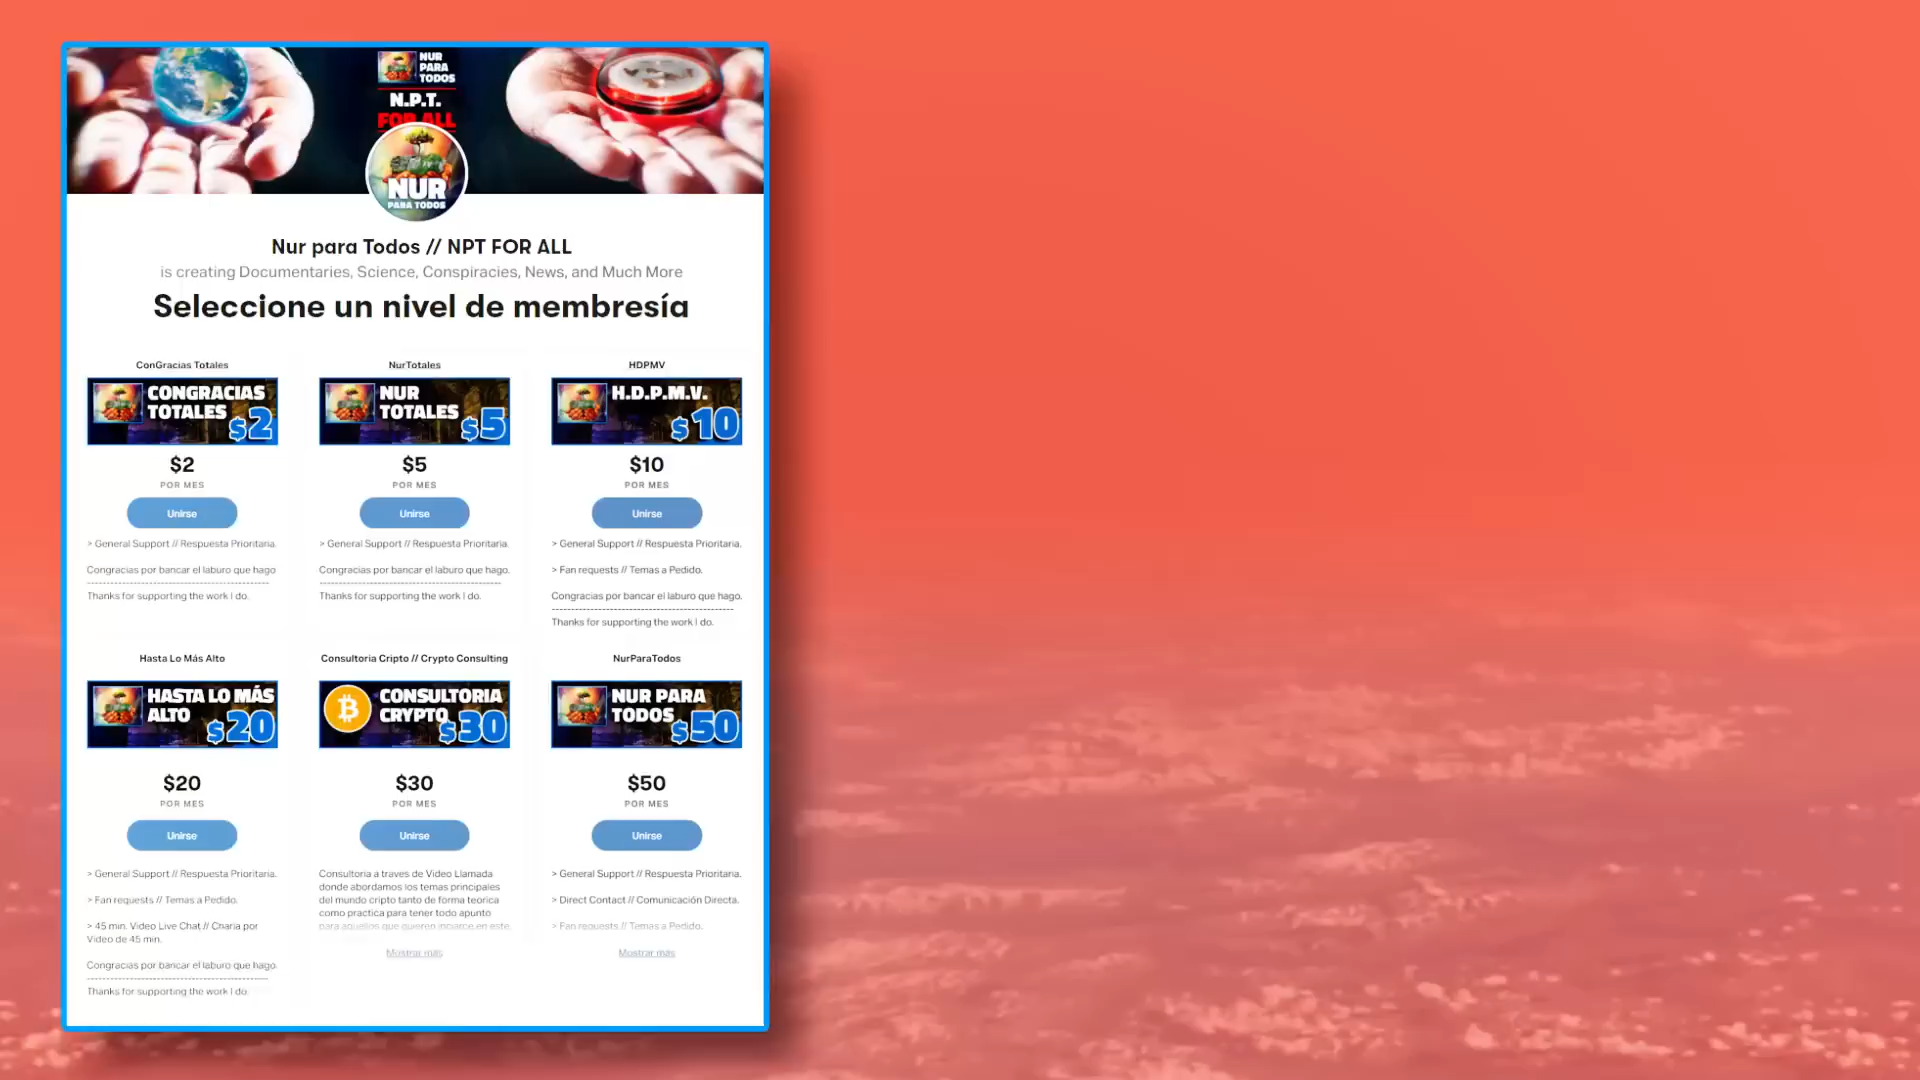 NUR
PARA
TODOS
N.P.T.
FOR ALL
NUR
PARA TODOS
Nur para Todos // NPT FOR ALL
is creating Documentaries, Science, Conspiracies, News, and Much More
Seleccione un nivel de membresía
ConGracias Totales
CONGRACIAS
TOTALES
$2
$2
POR MES
Unirse
> General Support // Respuesta Prioritaria.
Congracias por bancar el laburo que hago
Thanks for supporting the work I do.
NurTotales
NUR
TOTALES
$5
$5
POR MES
Unirse
> General Support // Respuesta Prioritaria.
Congracias por bancar el laburo que hago.
Thanks for supporting the work I do.
HDPMV
H.D.P.M.V.
$10
$10
POR MES
Unirse
> General Support // Respuesta Prioritaria.
> Fan requests // Temas a Pedido.
Congracias por bancar el laburo que hago.
Thanks for supporting the work I do.
Hasta Lo Más Alto
HASTA LO MÁS
ALTO
$20
$20
POR MES
Unirse
> General Support // Respuesta Prioritaria.
> Fan requests // Temas a Pedido.
> 45 min. Video Live Chat // Charla por
Video de 45 min.
Congracias por bancar el laburo que hago
Thanks for supporting the work I do.
Consultoria Cripto // Crypto Consulting
CONSULTORIA
CRYPTO
$30
$30
POR MES
Unirse
Consultoria a traves de Video Llamada
donde abordamos los temas principales
del mundo cripto tanto de forma teorica
como practica para tener todo apunto
para aquellos que quieren inciarce en este
Mostrar más
NurParaTodos
NUR PARA
TODOS
$50
$50
POR MES
Unirse
> General Support // Respuesta Prioritaria.
> Direct Contact // Comunicación Directa.
> Fan requests // Temas a Pedido.
Mostrar más